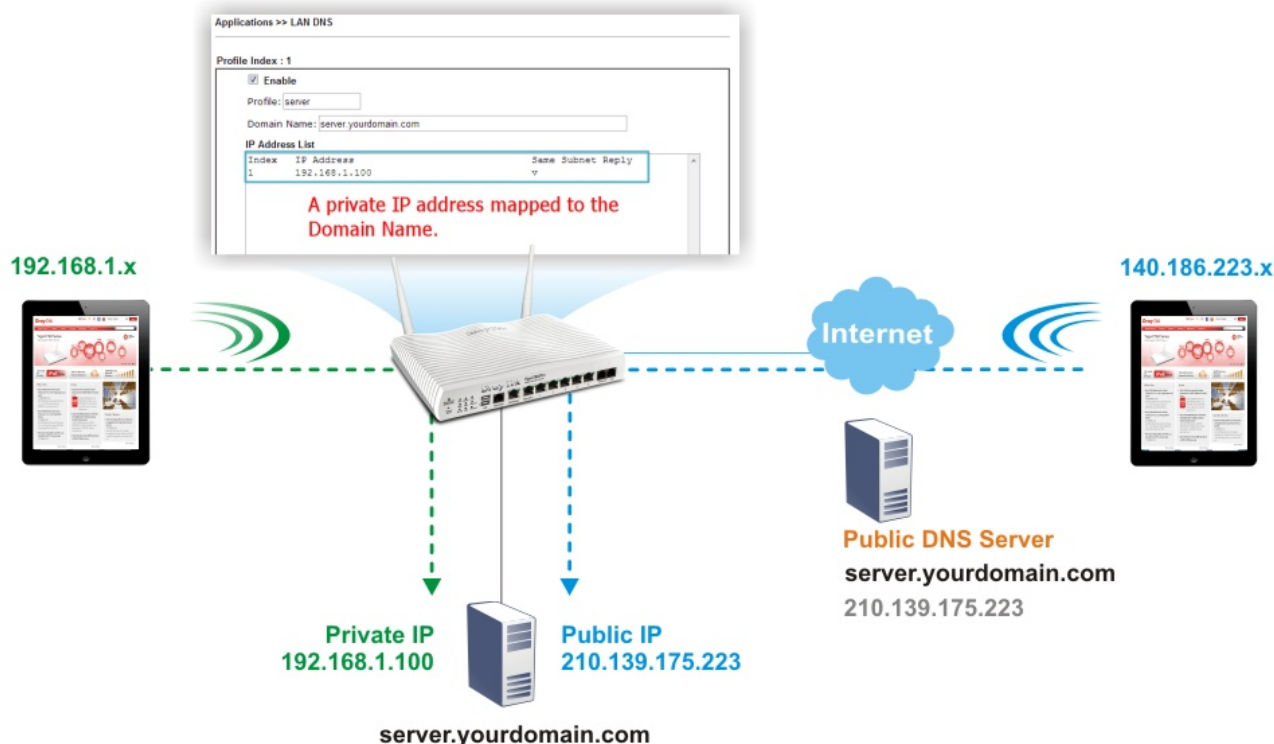 Applications >> LAN DNS
Profile Index : 1
Enable
Profile: server
Domain Name: server.yourdomain.com
IP Address List
Index IP Address Same Subnet Reply
1 192.168.1.100 v
A private IP address mapped to the
Domain Name.
192.168.1.x
140.186.223.x
Internet
Public DNS Server
server.yourdomain.com
210.139.175.223
Private IP
192.168.1.100
Public IP
210.139.175.223
server.yourdomain.com